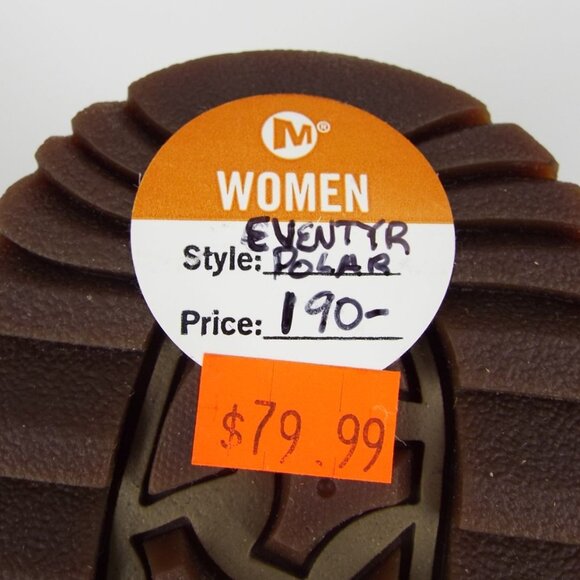 M®
WOMEN
EVENTYR
Style: POLAR
Price: 190-
$79.99